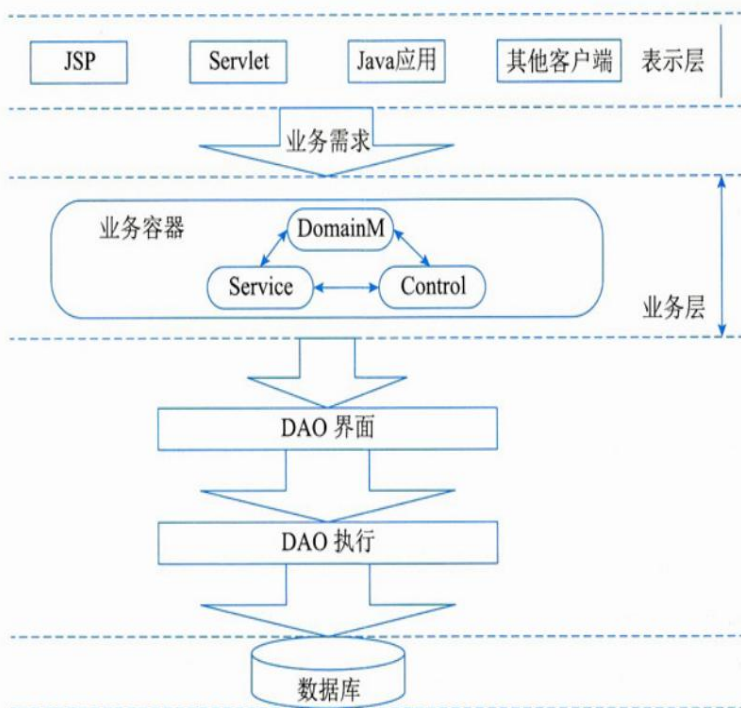 JSP Servlet Java应用 其他客户端 表示层
业务需求
业务容器
DomainM
Service Control
业务层
DAO 界面
DAO 执行
数据库